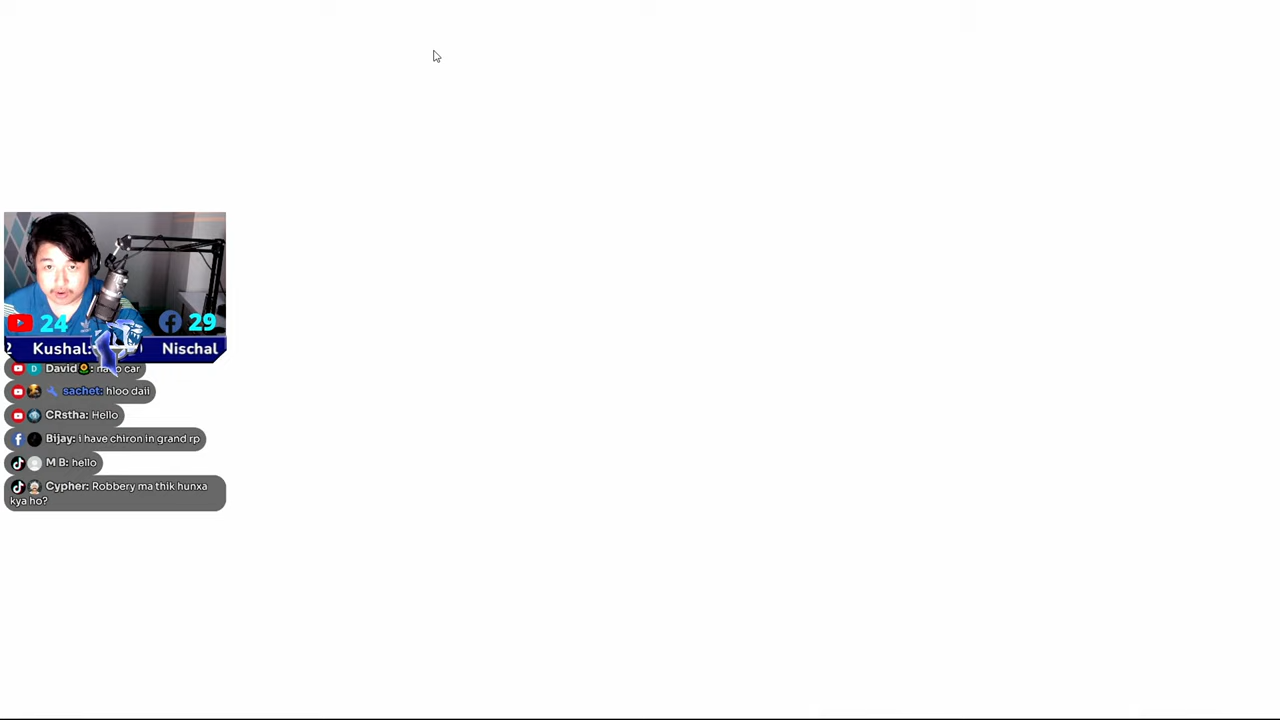 24
29
Kushal:
Nischal
David🌻: car
sachet: hloo daii
CRstha: Hello
Bijay: i have chiron in grand rp
M B: hello
Cypher: Robbery ma thik hunxa
kya ho?